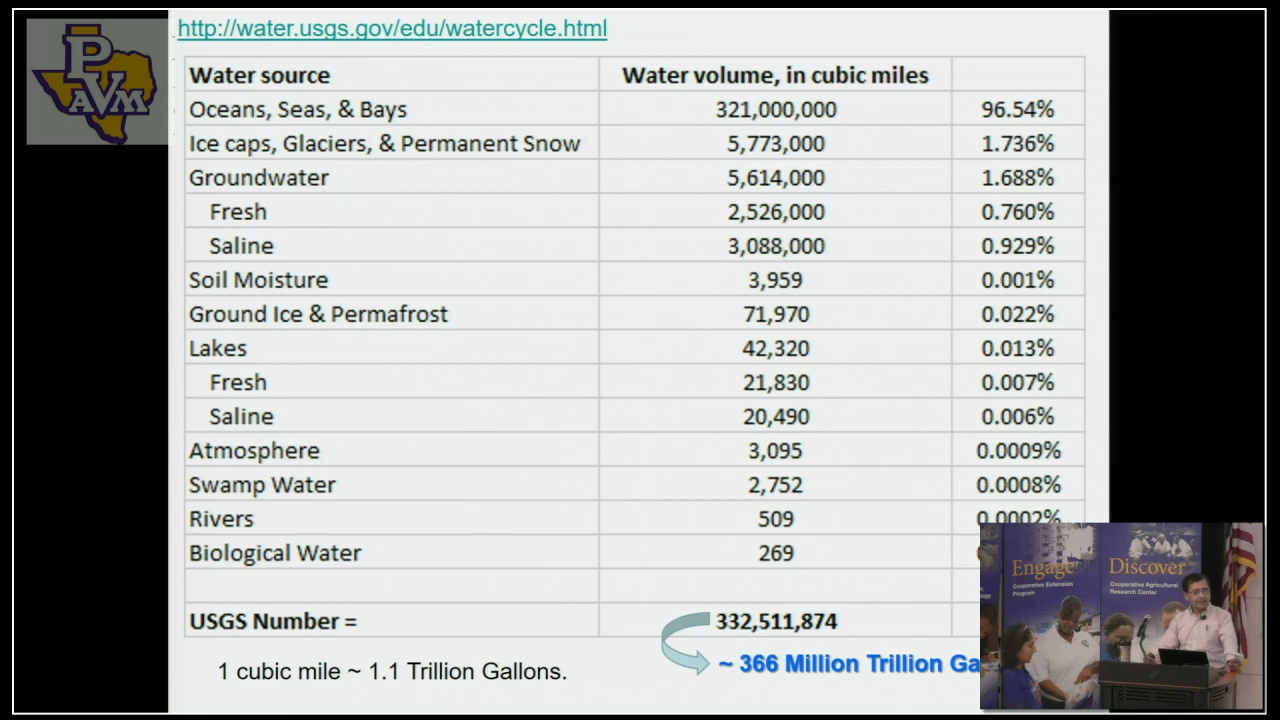 http://water.usgs.gov/edu/watercycle.html
PVAMU
Water source Water volume, in cubic miles
Oceans, Seas, & Bays 321,000,000 96.54%
Ice caps, Glaciers, & Permanent Snow 5,773,000 1.736%
Groundwater 5,614,000 1.688%
Fresh 2,526,000 0.760%
Saline 3,088,000 0.929%
Soil Moisture 3,959 0.001%
Ground Ice & Permafrost 71,970 0.022%
Lakes 42,320 0.013%
Fresh 21,830 0.007%
Saline 20,490 0.006%
Atmosphere 3,095 0.0009%
Swamp Water 2,752 0.0008%
Rivers 509 0.0002%
Biological Water 269
USGS Number = 332,511,874
1 cubic mile ~ 1.1 Trillion Gallons.
~ 366 Million Trillion Ga
Engage
Cooperative Extension
Program
Discover
Cooperative Agricultural
Research Center